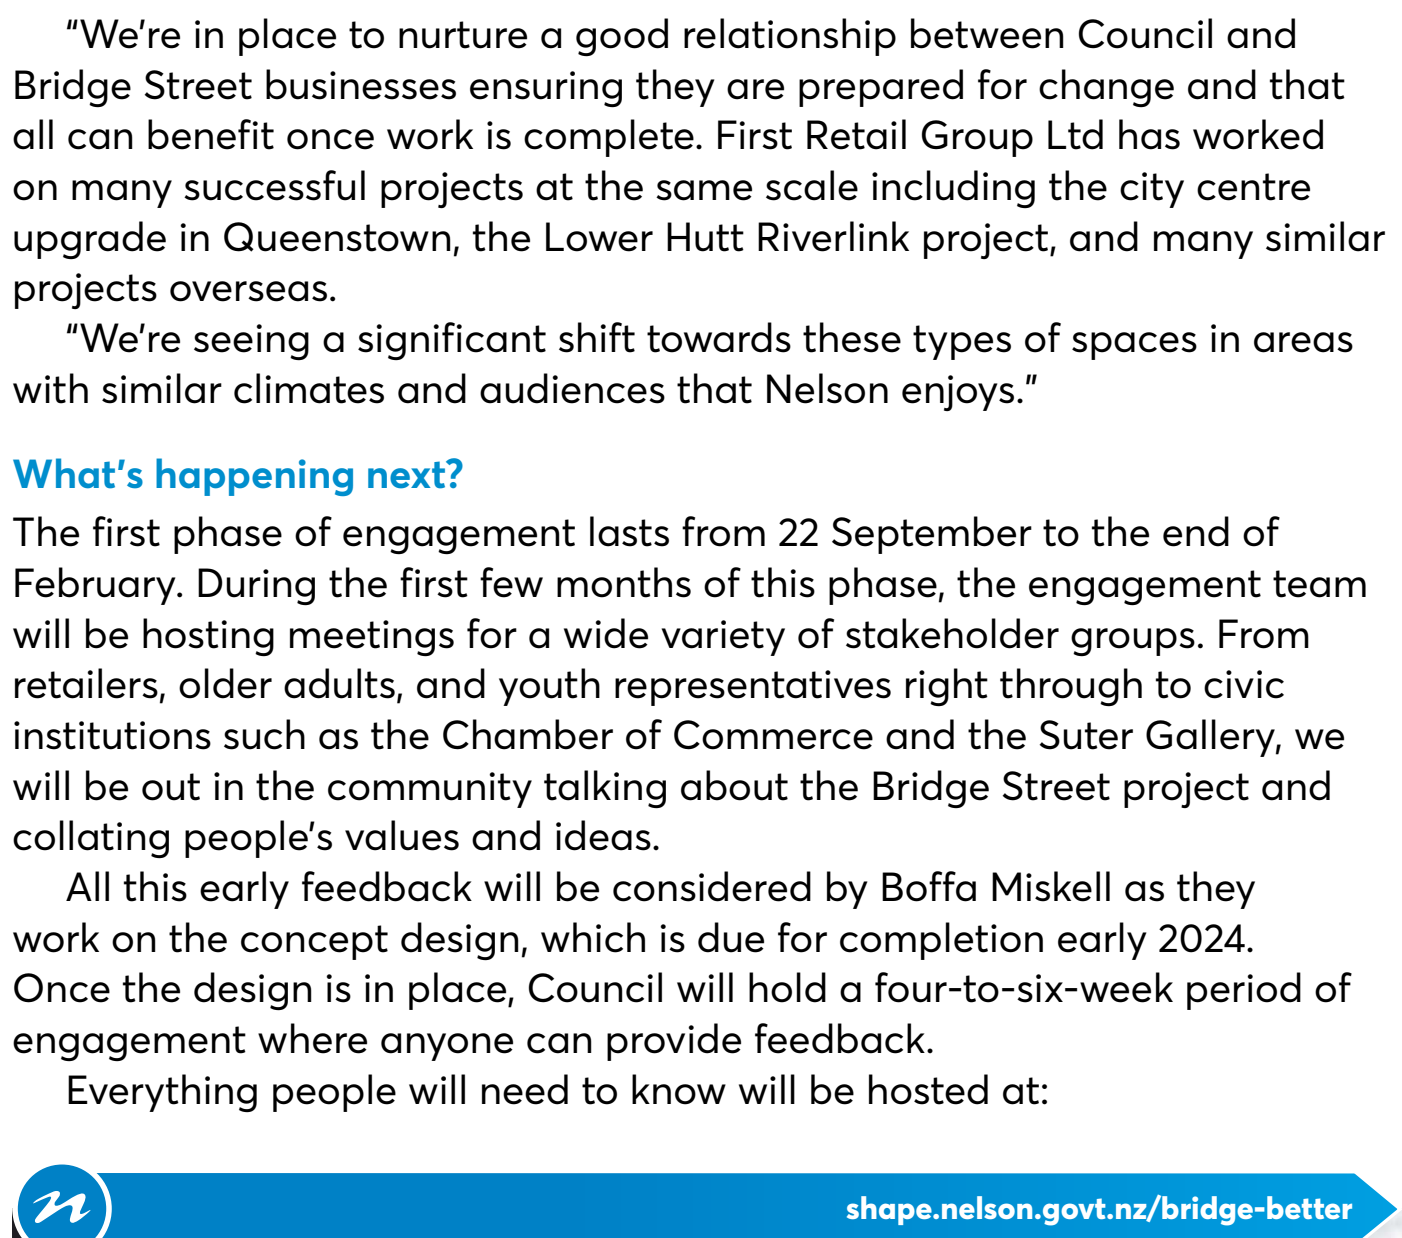 “We’re in place to nurture a good relationship between Council and
Bridge Street businesses ensuring they are prepared for change and that
all can benefit once work is complete. First Retail Group Ltd has worked
on many successful projects at the same scale including the city centre
upgrade in Queenstown, the Lower Hutt Riverlink project, and many similar
projects overseas.
“We’re seeing a significant shift towards these types of spaces in areas
with similar climates and audiences that Nelson enjoys.”
What’s happening next?
The first phase of engagement lasts from 22 September to the end of
February. During the first few months of this phase, the engagement team
will be hosting meetings for a wide variety of stakeholder groups. From
retailers, older adults, and youth representatives right through to civic
institutions such as the Chamber of Commerce and the Suter Gallery, we
will be out in the community talking about the Bridge Street project and
collating people’s values and ideas.
All this early feedback will be considered by Boffa Miskell as they
work on the concept design, which is due for completion early 2024.
Once the design is in place, Council will hold a four-to-six-week period of
engagement where anyone can provide feedback.
Everything people will need to know will be hosted at:
n
shape.nelson.govt.nz/bridge-better